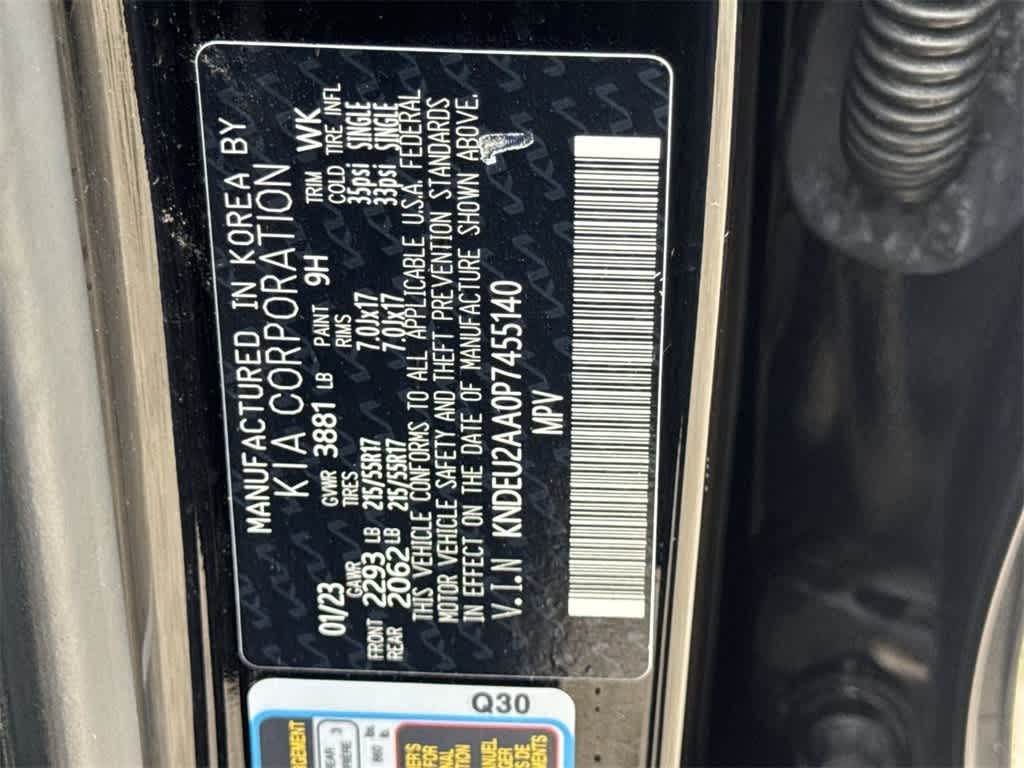 MANUFACTURED IN KOREA BY
KIA CORPORATION
01/23 GVWR 3881 LB PAINT 9H TRIM WK
GAWR TIRES RIMS COLD TIRE INFL
FRONT 2293 LB 215/55R17 7.0Jx17 35psi SINGLE
REAR 2062 LB 215/55R17 7.0Jx17 33psi SINGLE
THIS VEHICLE CONFORMS TO ALL APPLICABLE U.S.A. FEDERAL
MOTOR VEHICLE SAFETY AND THEFT PREVENTION STANDARDS
IN EFFECT ON THE DATE OF MANUFACTURE SHOWN ABOVE.
V.I.N KNDEU2AA0P7455140
MPV
Q30